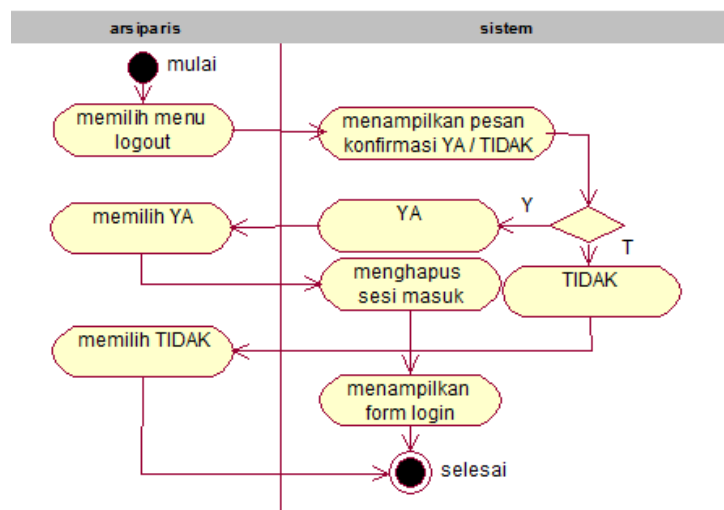 arsiparis
sistem
mulai
memilih menu
logout
menampilkan pesan
konfirmasi YA / TIDAK
Y
memilih YA
YA
T
menghapus
sesi masuk
TIDAK
memilih TIDAK
menampilkan
form login
selesai